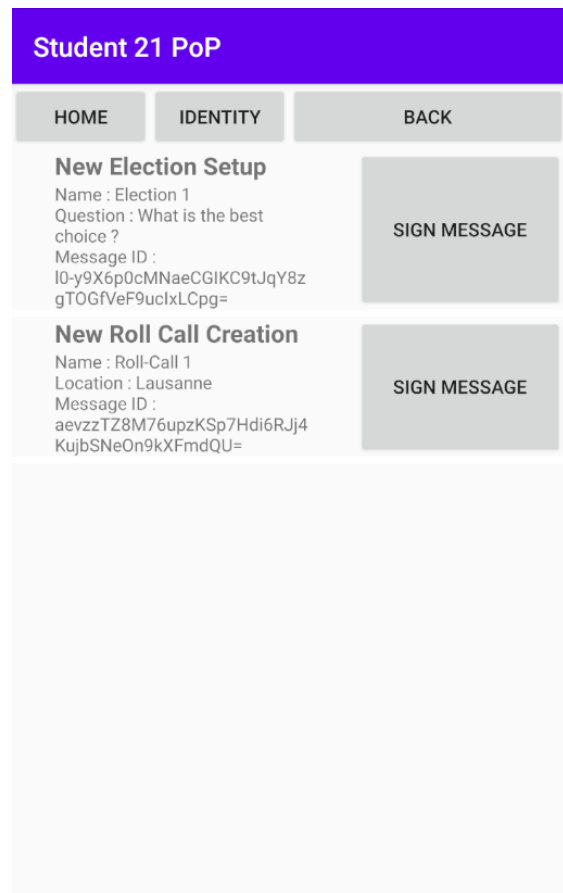 Student 21 PoP
HOME IDENTITY BACK
New Election Setup
Name : Election 1
Question : What is the best
choice ?
Message ID :
l0-y9X6p0cMNaeCGIKC9tJqY8z
gTOGfVeF9uclxLCpg=
SIGN MESSAGE
New Roll Call Creation
Name : Roll-Call 1
Location : Lausanne
Message ID :
aevzzTZ8M76upzKSp7Hdi6RJj4
KujbSNeOn9kXFmdQU=
SIGN MESSAGE